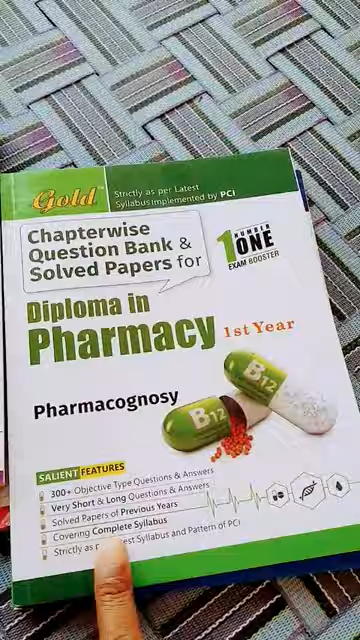 Gold
Strictly as per Latest
Syllabus implemented by PCI
Chapterwise
Question Bank &
Solved Papers for
1 NUMBER
ONE
EXAM BOOSTER
Diploma in
Pharmacy 1st Year
Pharmacognosy
B12
B12
SALIENT FEATURES
300+ Objective Type Questions & Answers
Very Short & Long Questions & Answers
Solved Papers of Previous Years
Covering Complete Syllabus
Strictly as Syllabus and Pattern of PCI